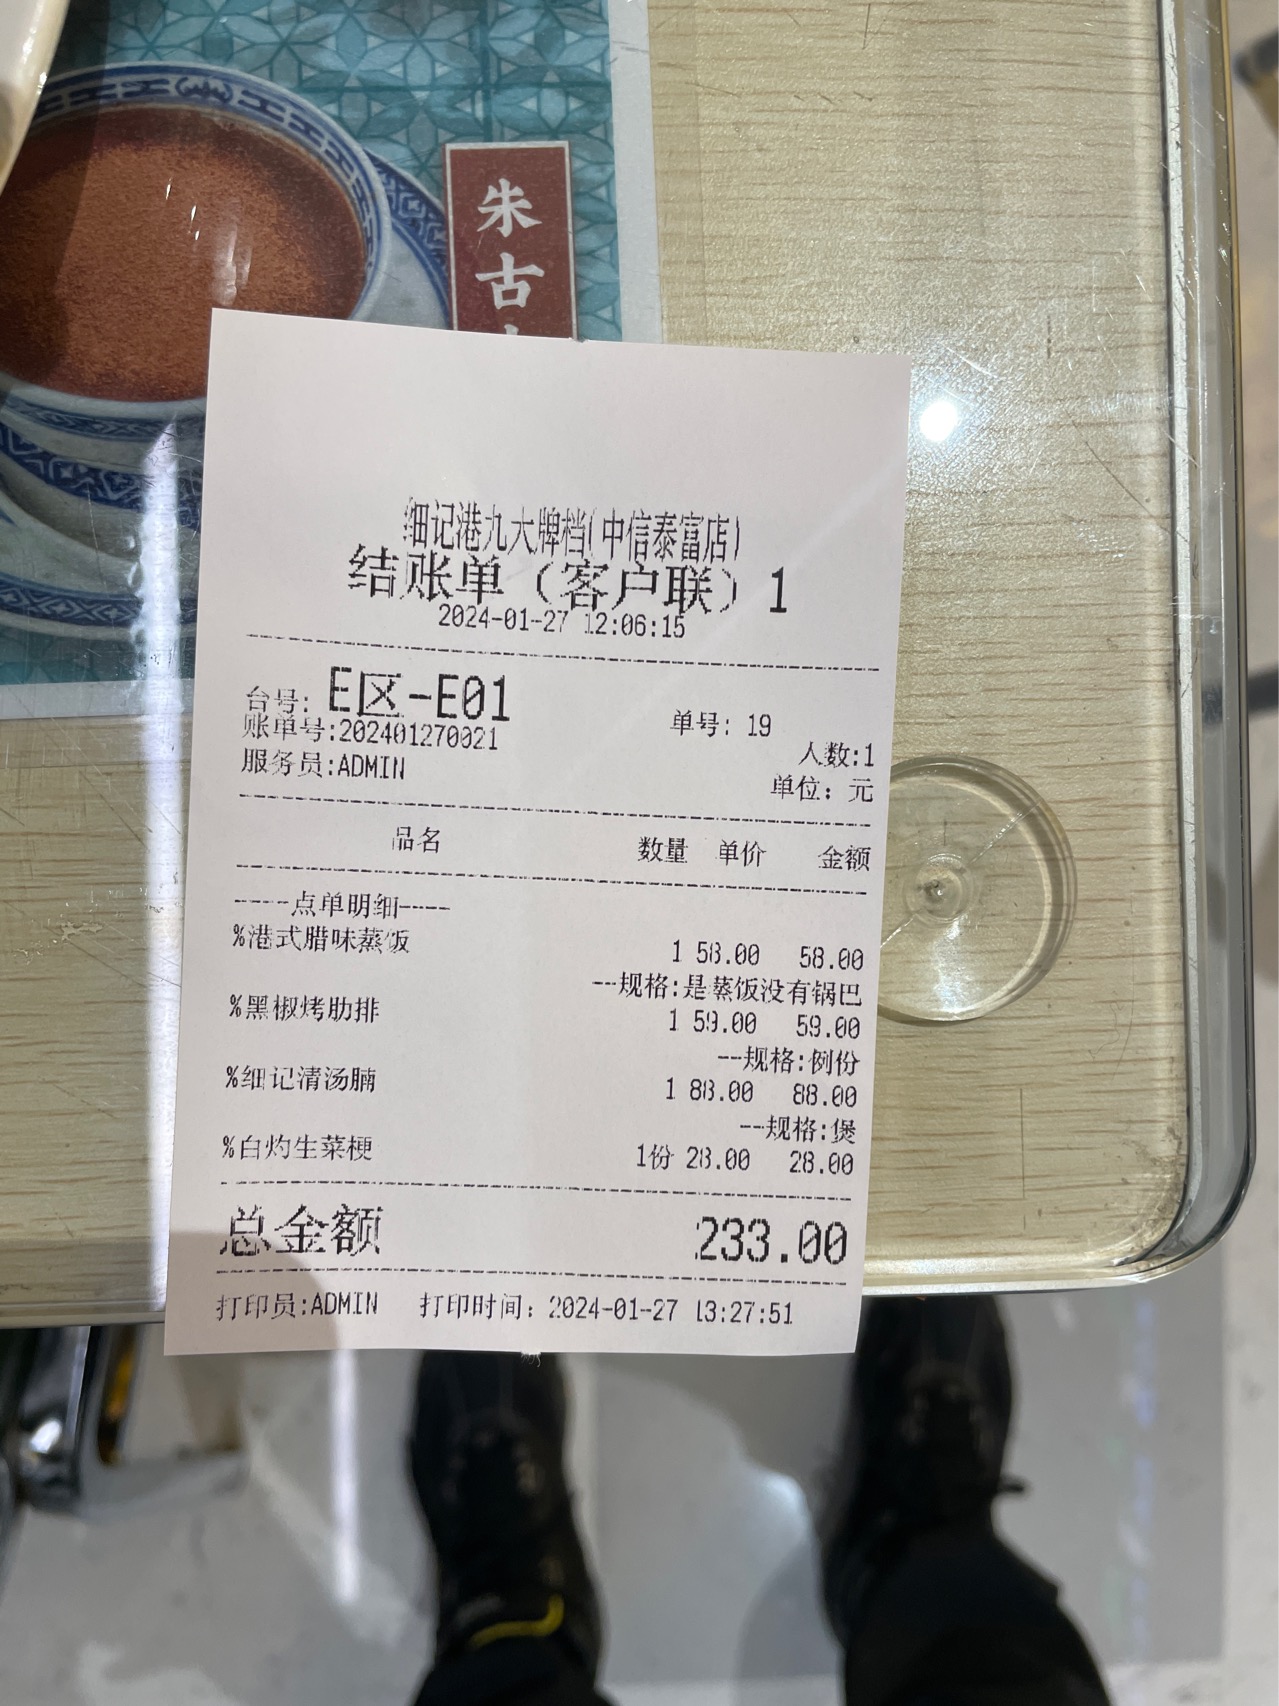 朱
古
细记港九大牌档(中信泰富店)
结账单（客户联）1
2024-01-27 12:06:15
台号: E区-E01 单号: 19
账单号:202401270021 人数:1
服务员:ADMIN 单位: 元
品名 数量 单价 金额
----点单明细----
%港式腊味蒸饭 1 58.00 58.00
--规格:是蒸饭没有锅巴
%黑椒烤肋排 1 59.00 59.00
--规格:例份
%细记清汤腩 1 88.00 88.00
--规格:煲
%白灼生菜梗 1份 28.00 28.00
总金额 233.00
打印员:ADMIN 打印时间: 2024-01-27 13:27:51